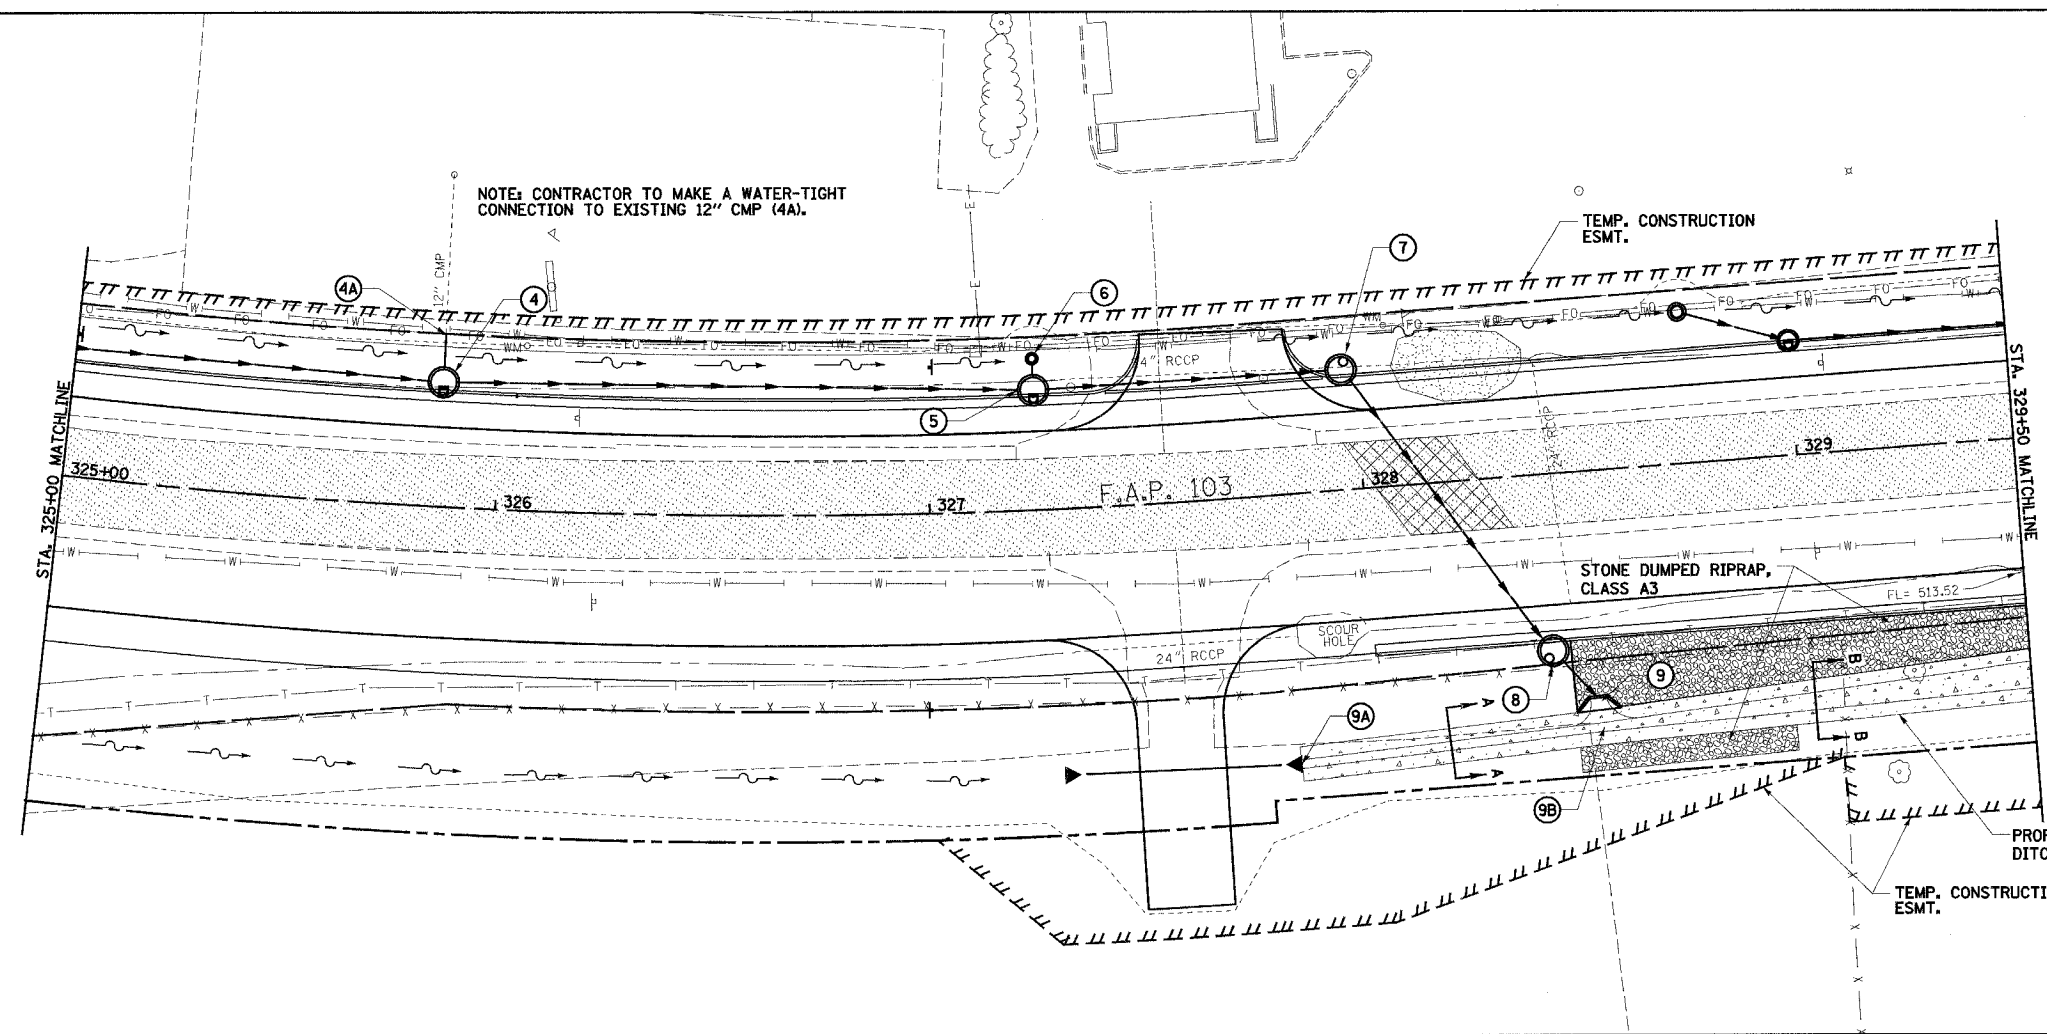 NOTE: CONTRACTOR TO MAKE A WATER-TIGHT
CONNECTION TO EXISTING 12" CMP (4A).
TEMP. CONSTRUCTION
ESMT.
12" CMP
4A
4
6
7
5
E
E
W
FO
WM
4" RCCP
24" RCCP
STA. 325+00 MATCHLINE
STA. 329+50 MATCHLINE
325+00
326
327
F.A.P. 103
328
329
W
W
W
W
W
W
W
W
W
W
W
W
W
STONE DUMPED RIPRAP,
CLASS A3
FL= 513.52
SCOUR
HOLE
24" RCCP
T
X
9
8
9A
9B
A
A
B
B
PROP
DITC
TEMP. CONSTRUCTI
ESMT.